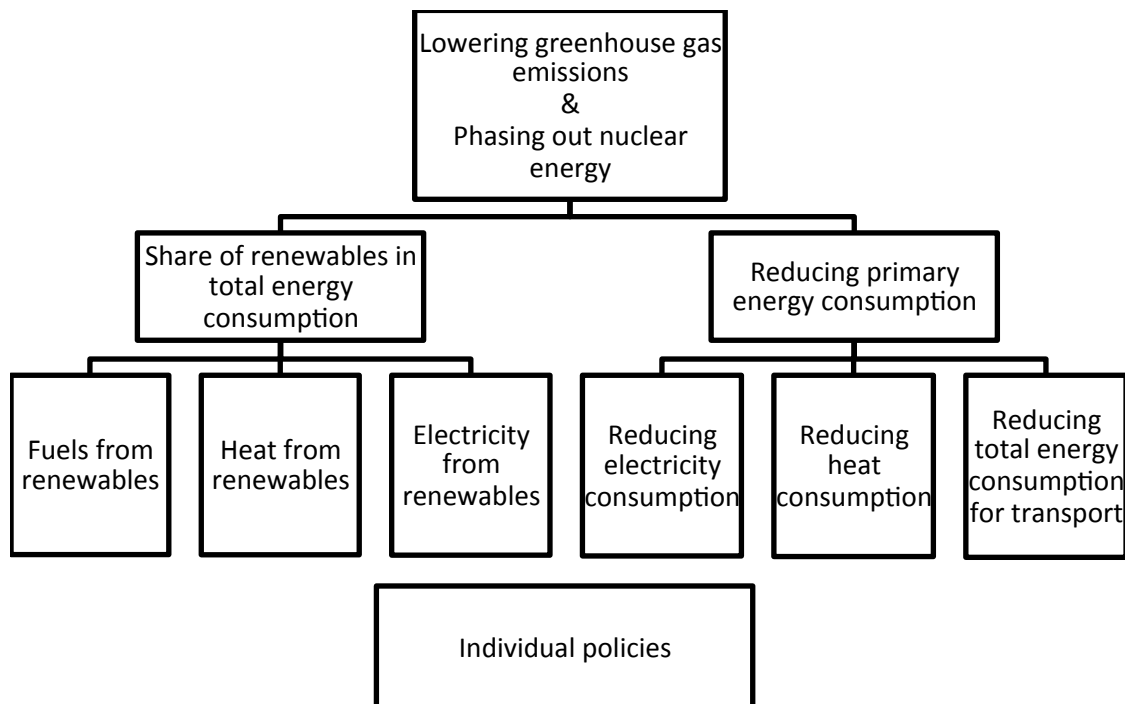 Lowering greenhouse gas
emissions
&
Phasing out nuclear
energy
Share of renewables in
total energy
consumption
Reducing primary
energy consumption
Fuels from
renewables
Heat from
renewables
Electricity
from
renewables
Reducing
electricity
consumption
Reducing
heat
consumption
Reducing
total energy
consumption
for transport
Individual policies